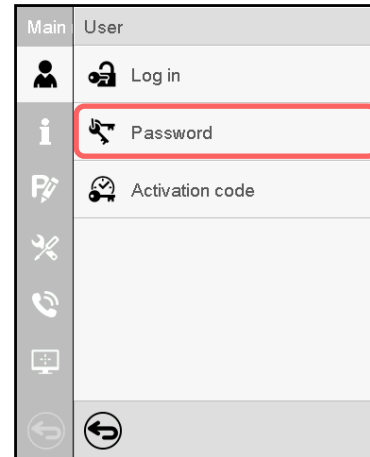 Main
User
Log in
Password
Activation code